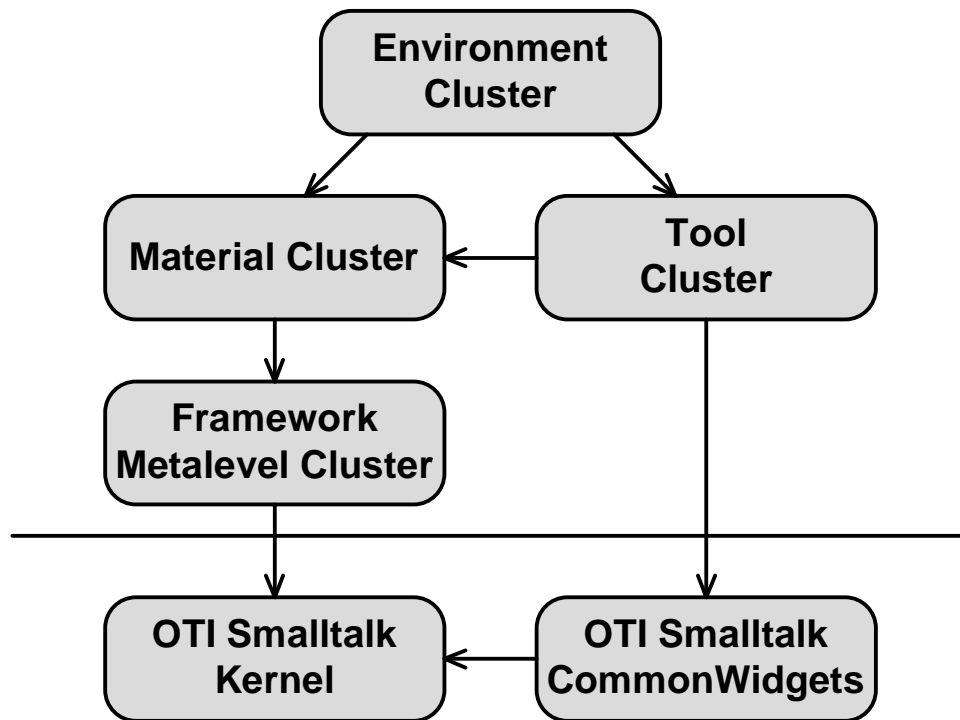 Environment
Cluster
Material Cluster
Tool
Cluster
Framework
Metalevel Cluster
OTI Smalltalk
Kernel
OTI Smalltalk
CommonWidgets